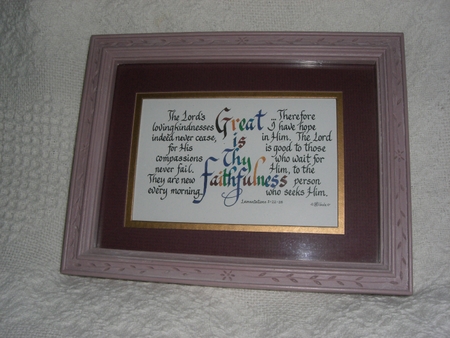 The Lord's
lovingkindnesses
indeed never cease,
for His
compassions
never fail.
They are new
every morning.
Great
is
thy
faithfulness
Therefore
I have hope
in Him. The Lord
is good to those
who wait for
Him, to the
person
who seeks Him.